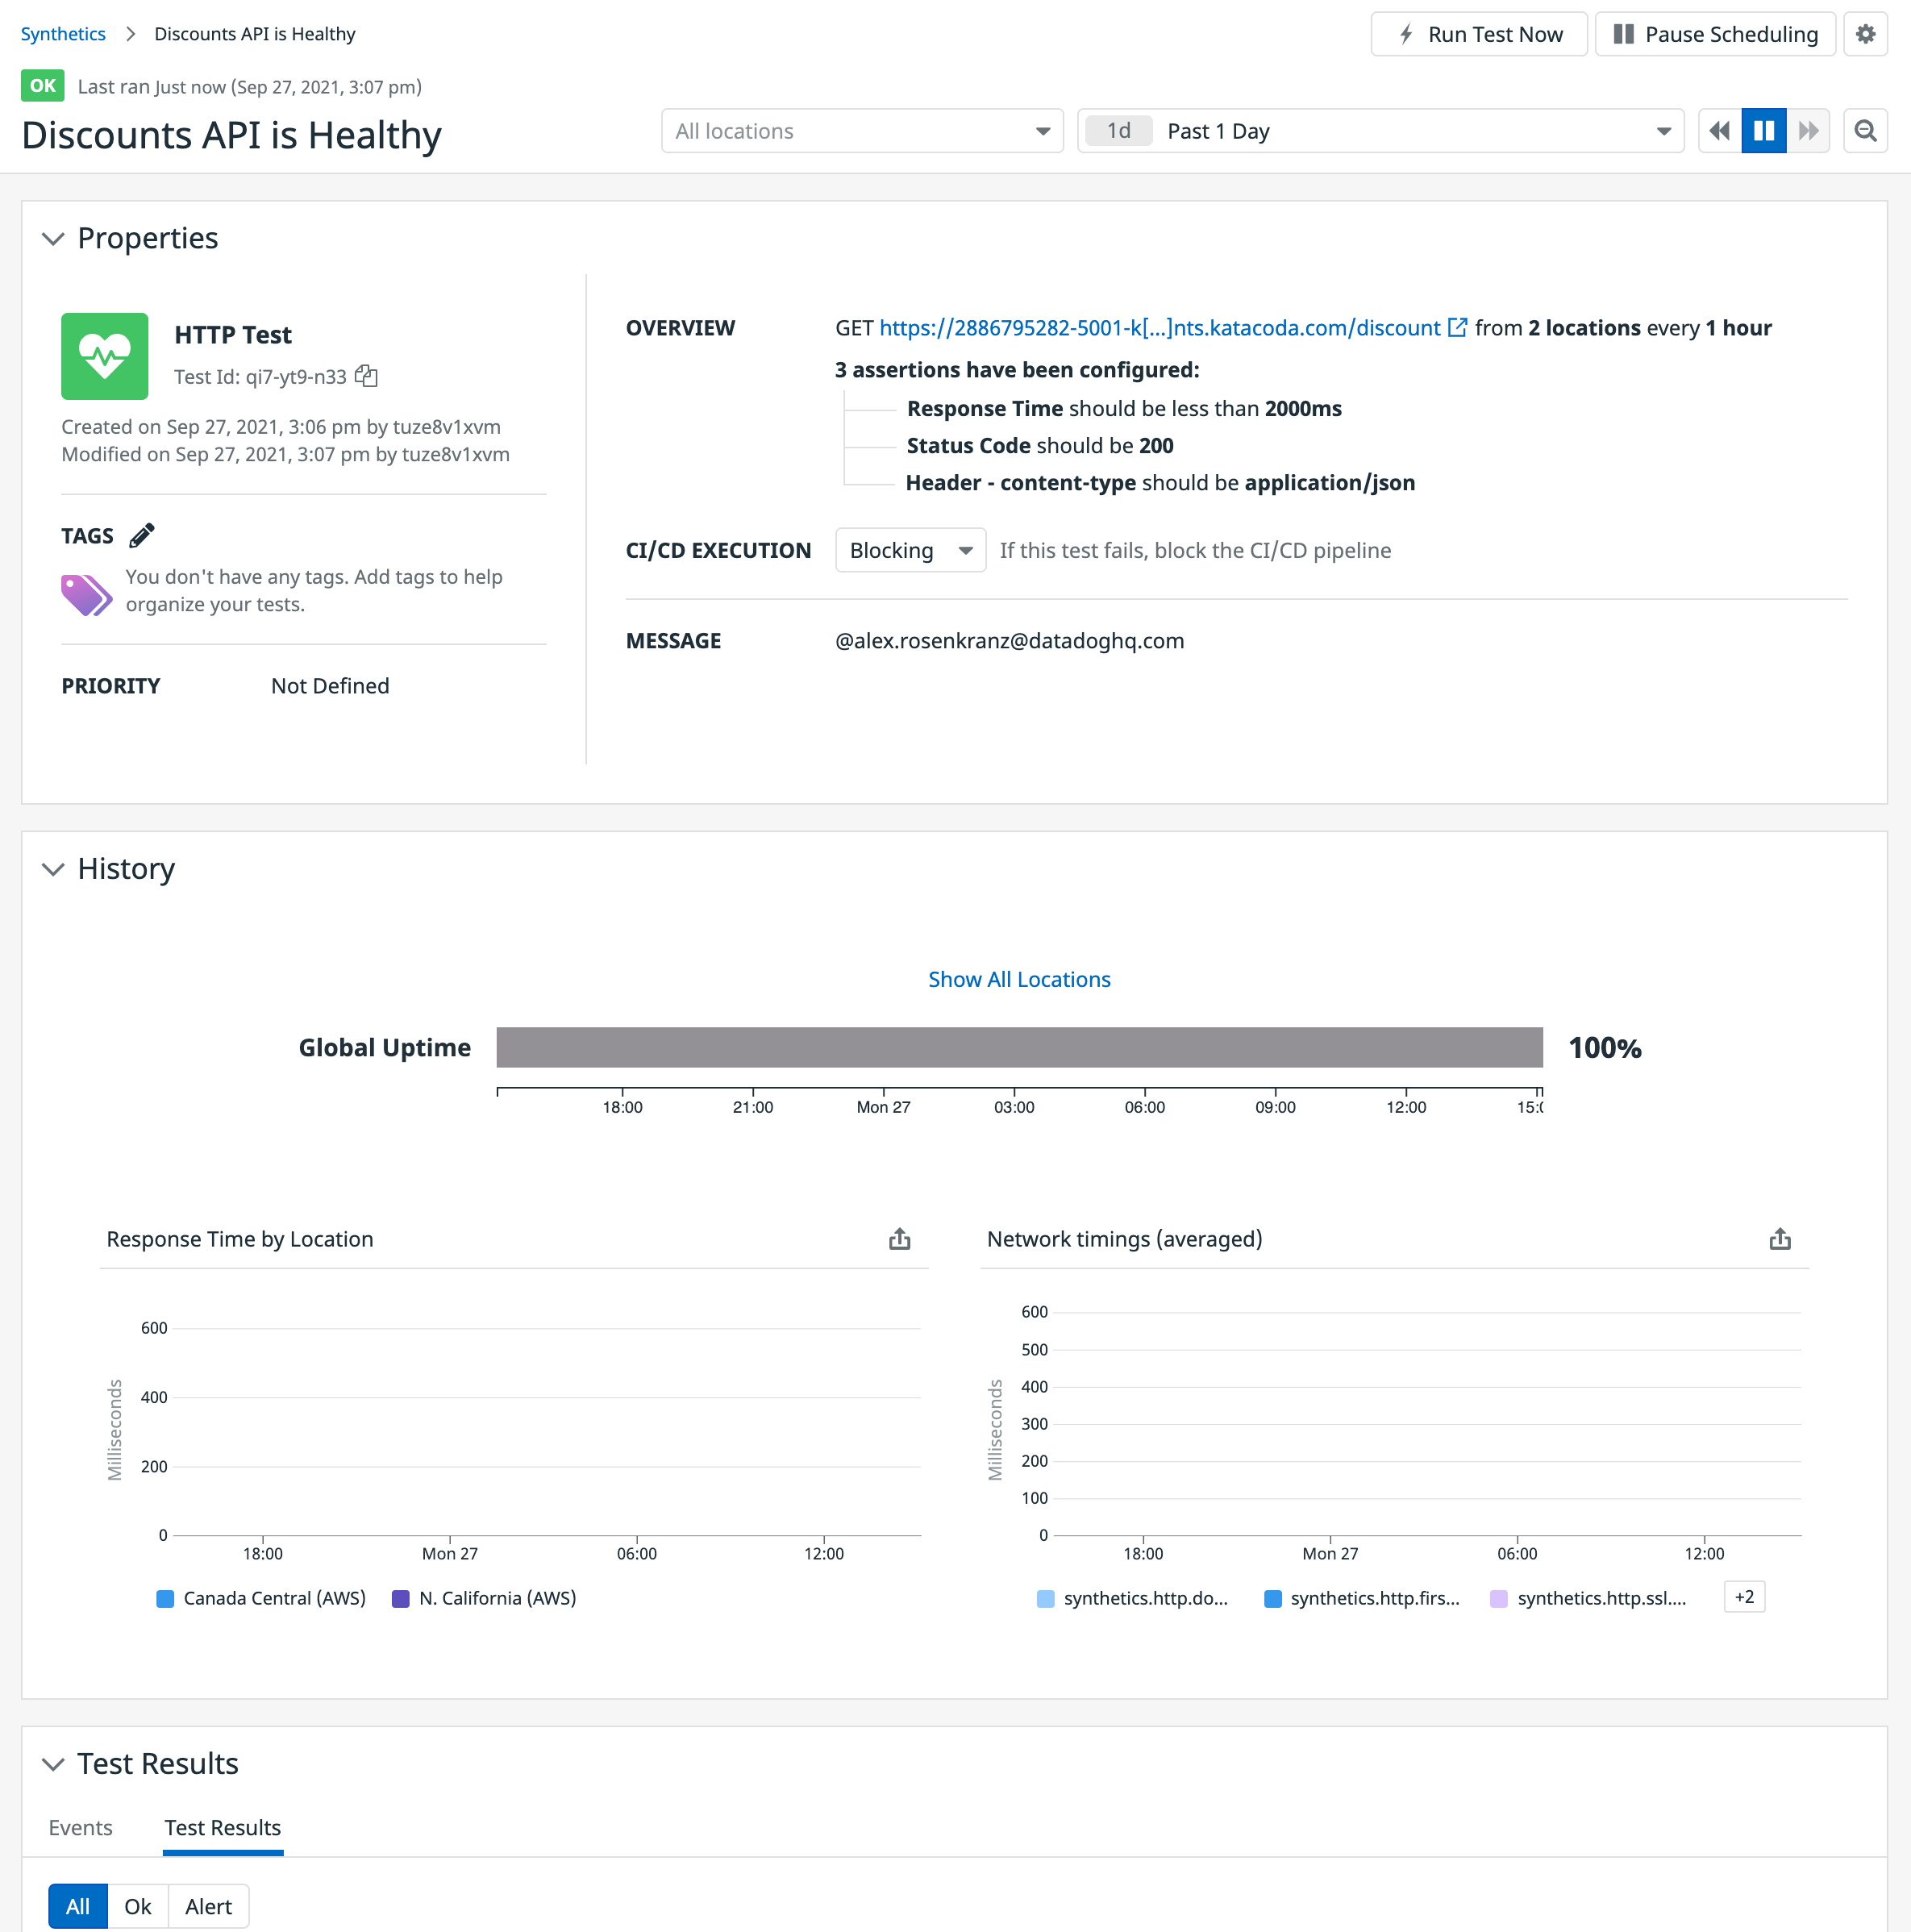 Synthetics > Discounts API is Healthy
Run Test Now
Pause Scheduling
OK Last ran Just now (Sep 27, 2021, 3:07 pm)
Discounts API is Healthy
All locations
1d Past 1 Day
Properties
HTTP Test
Test Id: qi7-yt9-n33
Created on Sep 27, 2021, 3:06 pm by tuze8v1xvm
Modified on Sep 27, 2021, 3:07 pm by tuze8v1xvm
TAGS
You don't have any tags. Add tags to help
organize your tests.
PRIORITY Not Defined
OVERVIEW GET https://2886795282-5001-k[...]nts.katacoda.com/discount from 2 locations every 1 hour
3 assertions have been configured:
Response Time should be less than 2000ms
Status Code should be 200
Header - content-type should be application/json
CI/CD EXECUTION Blocking If this test fails, block the CI/CD pipeline
MESSAGE @alex.rosenkranz@datadoghq.com
History
Show All Locations
Global Uptime 100%
18:00 21:00 Mon 27 03:00 06:00 09:00 12:00 15:0
Response Time by Location
600
400
200
0
Milliseconds
18:00 Mon 27 06:00 12:00
Canada Central (AWS) N. California (AWS)
Network timings (averaged)
600
500
400
300
200
100
0
Milliseconds
18:00 Mon 27 06:00 12:00
synthetics.http.do... synthetics.http.firs... synthetics.http.ssl.... +2
Test Results
Events Test Results
All Ok Alert